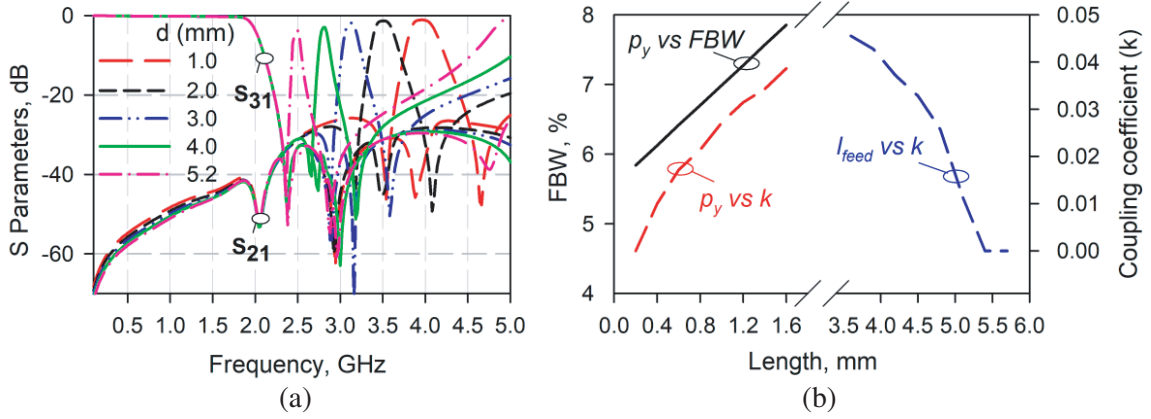 0
-20
-40
-60
S Parameters, dB
d (mm)
1.0
2.0
3.0
4.0
5.2
S31
S21
0.5 1.0 1.5 2.0 2.5 3.0 3.5 4.0 4.5 5.0
Frequency, GHz
(a)
8%
7%
6%
5%
4
FBW, %
py vs FBW
py vs k
lfeed vs k
0.05
0.04
0.03
0.02
0.01
0.00
Coupling coefficient (k)
0.0 0.4 0.8 1.2 1.6 3.5 4.0 4.5 5.0 5.5 6.0
Length, mm
(b)